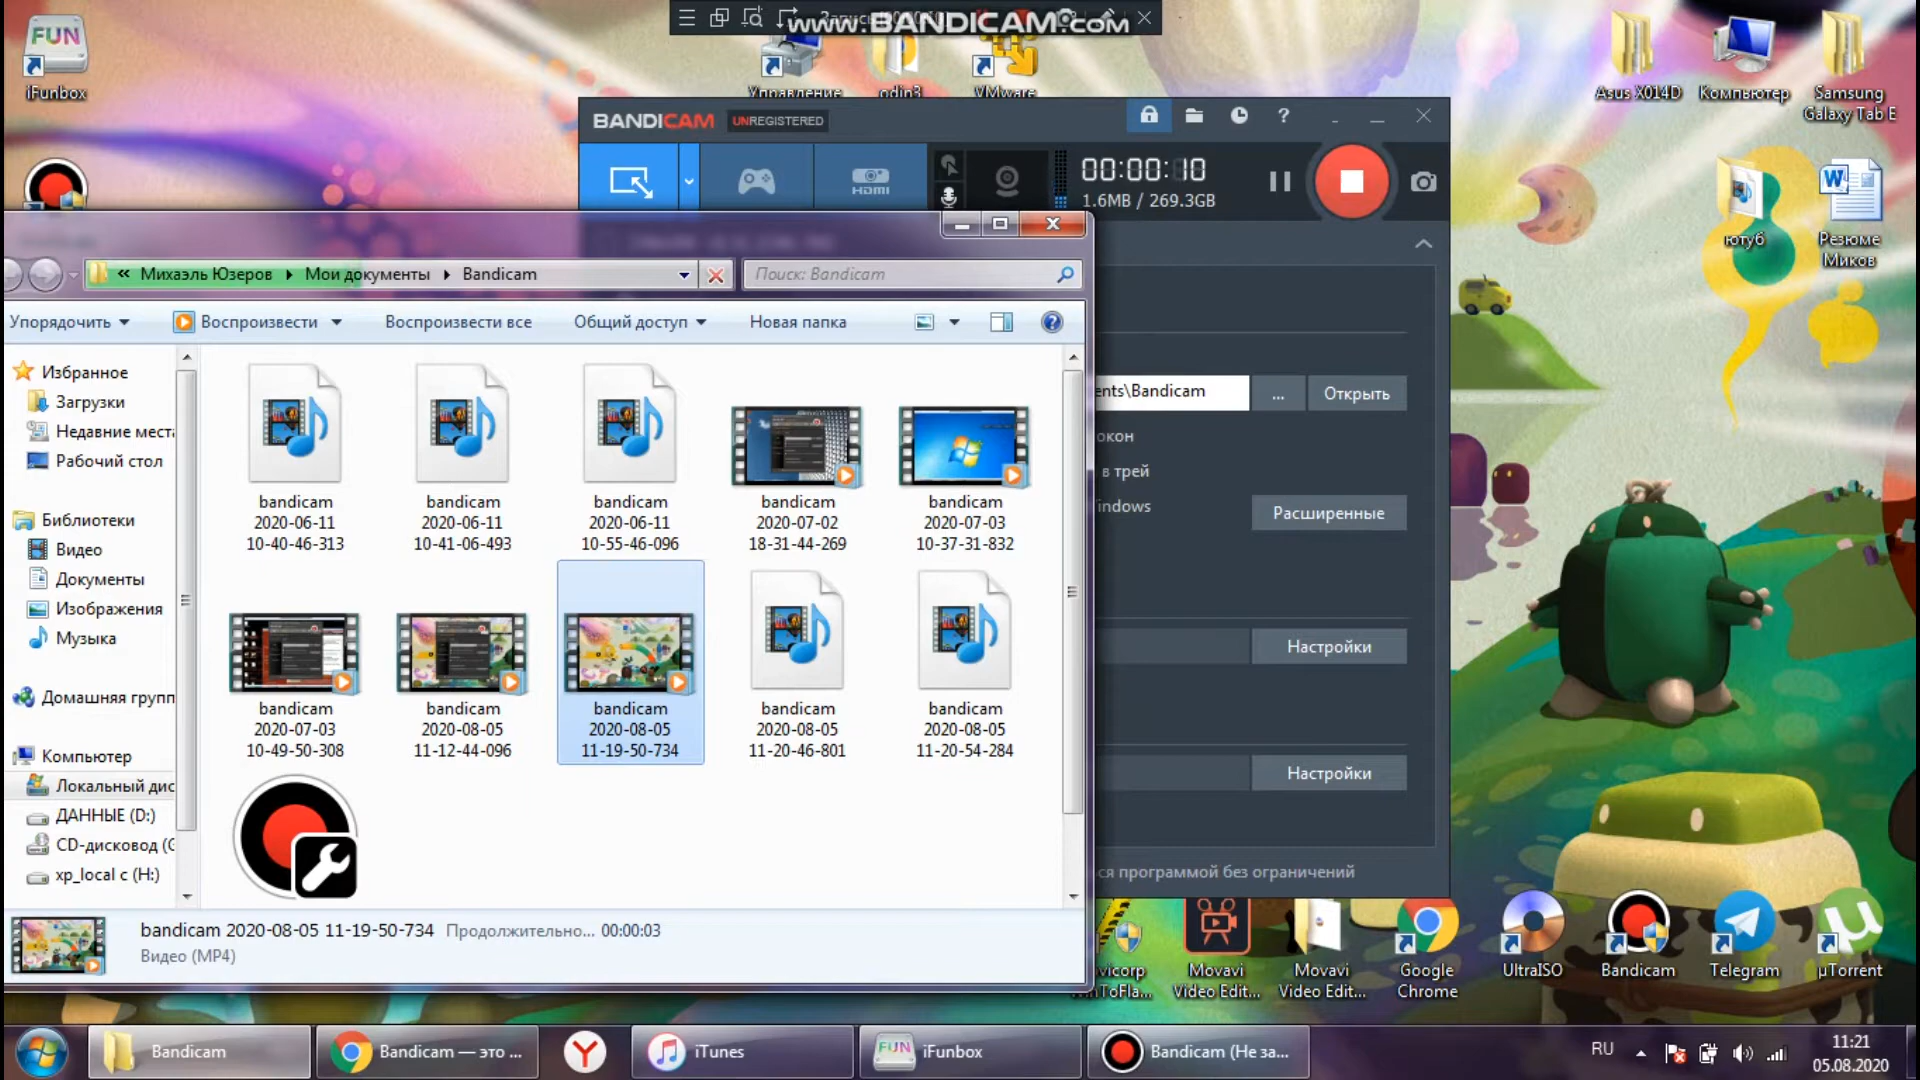 www.BANDICAM.com
FUN
iFunbox
Управление
odin3
VMware
Asus X014D
Компьютер
Samsung
Galaxy Tab E
BANDICAM
UNREGISTERED
HDMI
00:00:10
1.6MB / 269.3GB
ютуб
Резюме
Миков
« Михаэль Юзеров
Мои документы
Bandicam
Поиск: Bandicam
Упорядочить
Воспроизвести
Воспроизвести все
Общий доступ
Новая папка
Избранное
Загрузки
Недавние места
Рабочий стол
Библиотеки
Видео
Документы
Изображения
Музыка
Домашняя групп
Компьютер
Локальный дис
ДАННЫЕ (D:)
CD-дисковод (G
xp_local c (H:)
bandicam
2020-06-11
10-40-46-313
bandicam
2020-06-11
10-41-06-493
bandicam
2020-06-11
10-55-46-096
bandicam
2020-07-02
18-31-44-269
bandicam
2020-07-03
10-37-31-832
bandicam
2020-07-03
10-49-50-308
bandicam
2020-08-05
11-12-44-096
bandicam
2020-08-05
11-19-50-734
bandicam
2020-08-05
11-20-46-801
bandicam
2020-08-05
11-20-54-284
ents\Bandicam
...
Открыть
окон
в трей
indows
Расширенные
Настройки
Настройки
ся программой без ограничений
bandicam 2020-08-05 11-19-50-734
Продолжительно... 00:00:03
Видео (MP4)
vicorp
nToFla...
Movavi
Video Edit...
Movavi
Video Edit...
Google
Chrome
UltraISO
Bandicam
Telegram
µTorrent
Bandicam
Bandicam — это ...
iTunes
FUN
iFunbox
Bandicam (Не за...
RU
11:21
05.08.2020